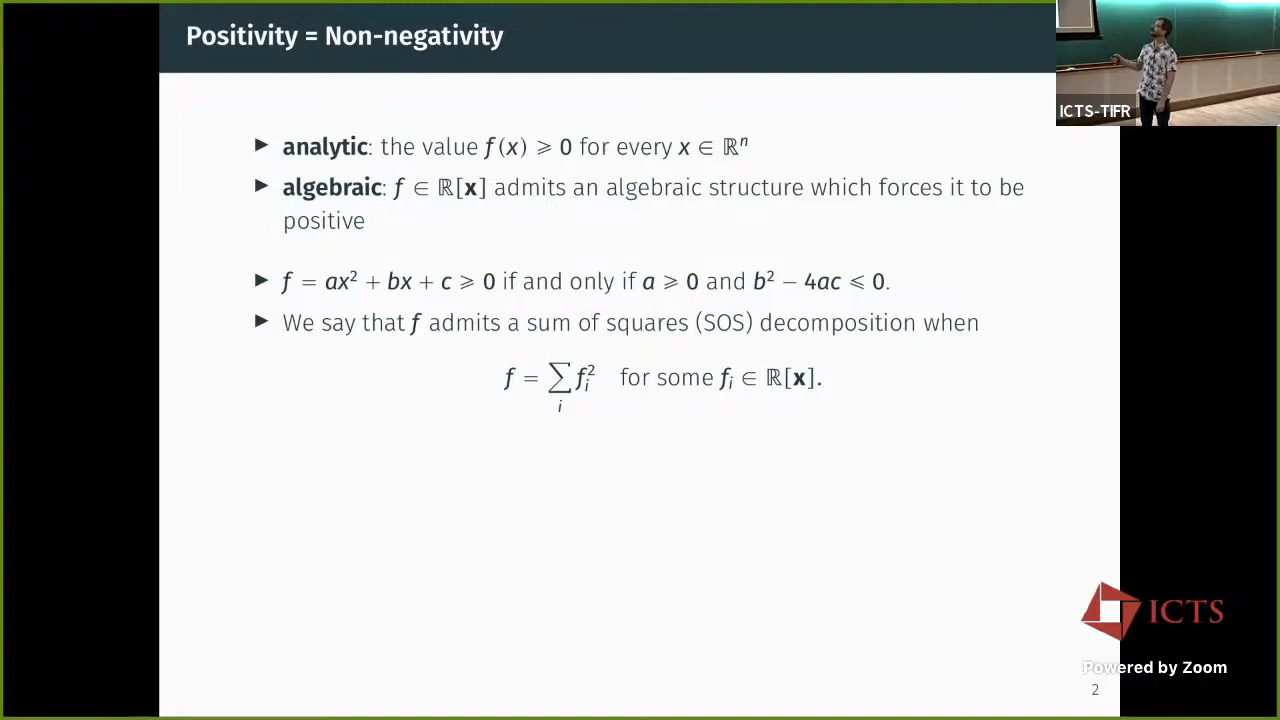 Positivity = Non-negativity
ICTS-TIFR
► analytic: the value f(x) ⩾ 0 for every x ∈ ℝⁿ
► algebraic: f ∈ ℝ[x] admits an algebraic structure which forces it to be
positive
► f = ax² + bx + c ⩾ 0 if and only if a ⩾ 0 and b² − 4ac ⩽ 0.
► We say that f admits a sum of squares (SOS) decomposition when
f = ∑ᵢ fᵢ² for some fᵢ ∈ ℝ[x].
ICTS
Powered by Zoom
2